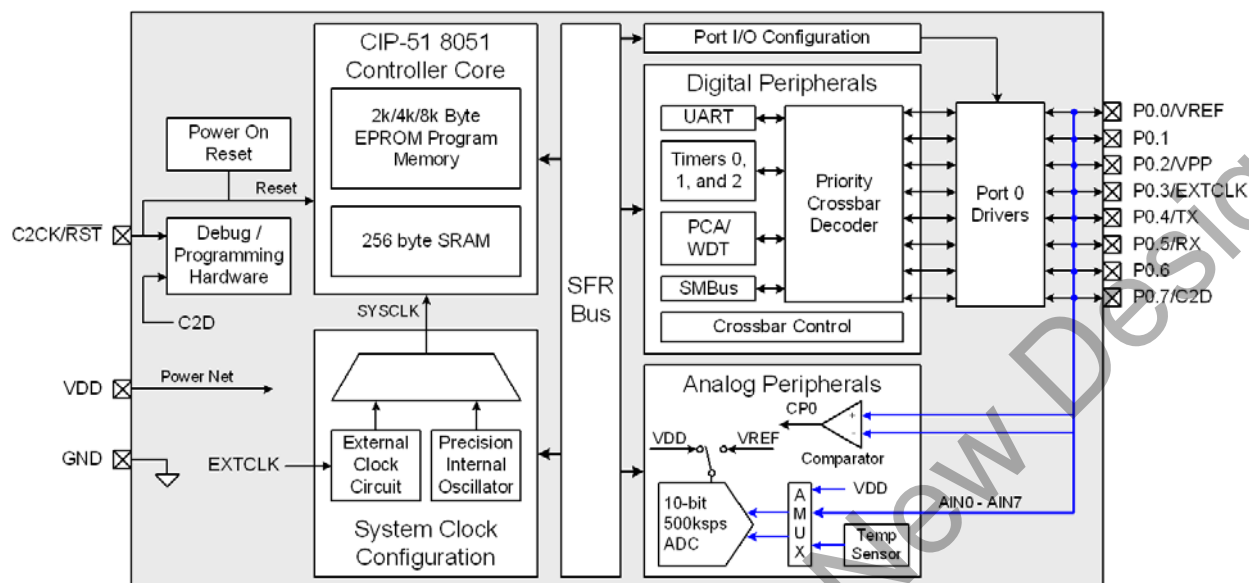 CIP-51 8051
Controller Core
2k/4k/8k Byte
EPROM Program
Memory
256 byte SRAM
Power On
Reset
Reset
C2CK/RST
Debug /
Programming
Hardware
C2D
SYSCLK
VDD
Power Net
GND
EXTCLK
External
Clock
Circuit
Precision
Internal
Oscillator
System Clock
Configuration
SFR
Bus
Port I/O Configuration
Digital Peripherals
UART
Timers 0,
1, and 2
PCA/
WDT
SMBus
Priority
Crossbar
Decoder
Crossbar Control
Port 0
Drivers
P0.0/VREF
P0.1
P0.2/VPP
P0.3/EXTCLK
P0.4/TX
P0.5/RX
P0.6
P0.7/C2D
Analog Peripherals
CP0
+
-
Comparator
VDD
VREF
10-bit
500ksps
ADC
A
M
U
X
VDD
AIN0 - AIN7
Temp
Sensor
New Desig